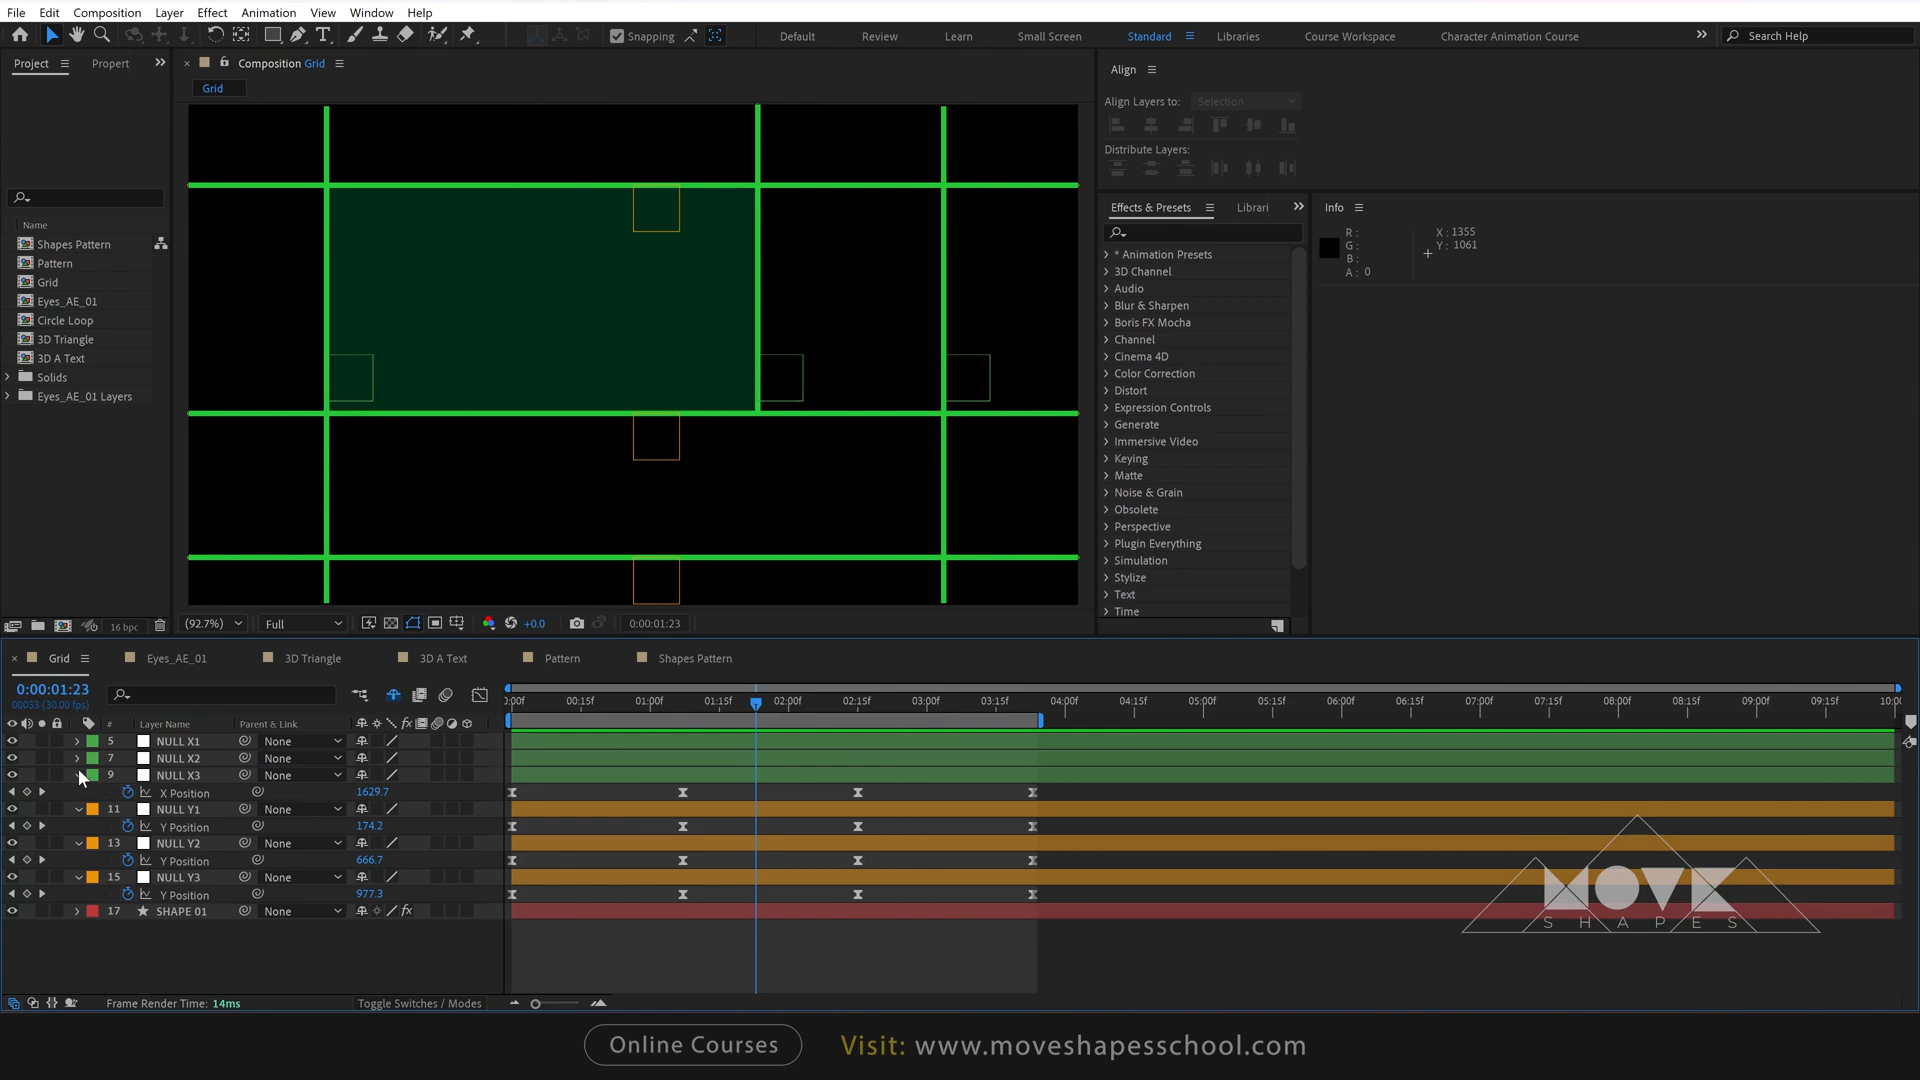 File Edit Composition Layer Effect Animation View Window Help
Snapping Default Review Learn Small Screen Standard Libraries Course Workspace Character Animation Course Search Help
Project Propert
Composition Grid
Grid
Name
Shapes Pattern
Pattern
Grid
Eyes_AE_01
Circle Loop
3D Triangle
3D A Text
Solids
Eyes_AE_01 Layers
16 bpc
(92.7%) Full +0.0 0:00:01:23
Align
Align Layers to: Selection
Distribute Layers:
Effects & Presets Librari
* Animation Presets
3D Channel
Audio
Blur & Sharpen
Boris FX Mocha
Channel
Cinema 4D
Color Correction
Distort
Expression Controls
Generate
Immersive Video
Keying
Matte
Noise & Grain
Obsolete
Perspective
Plugin Everything
Simulation
Stylize
Text
Time
Info
R :
G :
B :
A : 0
X : 1355
Y : 1061
Grid Eyes_AE_01 3D Triangle 3D A Text Pattern Shapes Pattern
0:00:01:23
00053 (30.00 fps)
# Layer Name Parent & Link
:00f 00:15f 01:00f 01:15f 02:00f 02:15f 03:00f 03:15f 04:00f 04:15f 05:00f 05:15f 06:00f 06:15f 07:00f 07:15f 08:00f 08:15f 09:00f 09:15f 10:0
5 NULL X1 None
7 NULL X2 None
9 NULL X3 None
X Position 1629.7
11 NULL Y1 None
Y Position 174.2
13 NULL Y2 None
Y Position 666.7
15 NULL Y3 None
Y Position 977.3
17 SHAPE 01 None fx
MOVE
SHAPES
Frame Render Time: 14ms Toggle Switches / Modes
Online Courses Visit: www.moveshapesschool.com